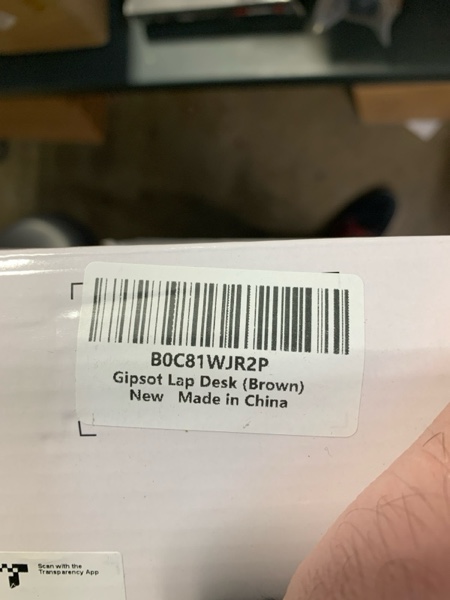 B0C81WJR2P
Gipsot Lap Desk (Brown)
New Made in China
Scan with the
Transparency App